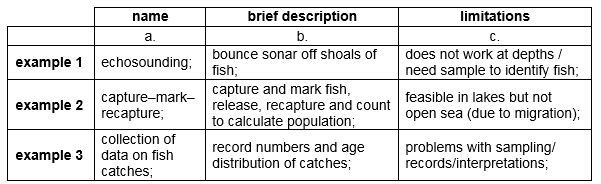 name brief description limitations
a. b. c.
example 1 echosounding; bounce sonar off shoals of fish; does not work at depths / need sample to identify fish;
example 2 capture–mark–recapture; capture and mark fish, release, recapture and count to calculate population; feasible in lakes but not open sea (due to migration);
example 3 collection of data on fish catches; record numbers and age distribution of catches; problems with sampling/ records/interpretations;